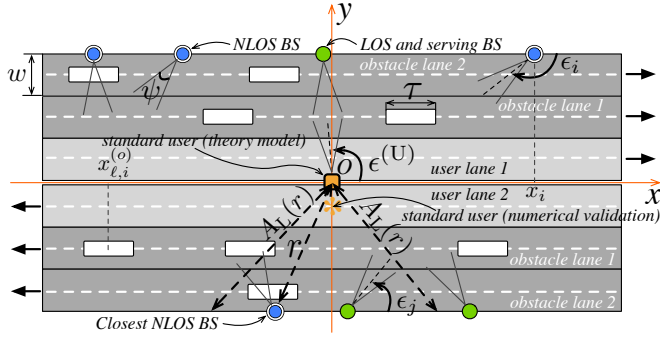 y
NLOS BS
LOS and serving BS
obstacle lane 2
ϵ_i
w
ψ
τ
obstacle lane 1
standard user (theory model)
x_{ℓ,i}^{(o)}
O
ϵ^{(U)}
user lane 1
x_i
x
user lane 2
A_L(r)
r
A_L(r)
standard user (numerical validation)
obstacle lane 1
ϵ_j
obstacle lane 2
Closest NLOS BS